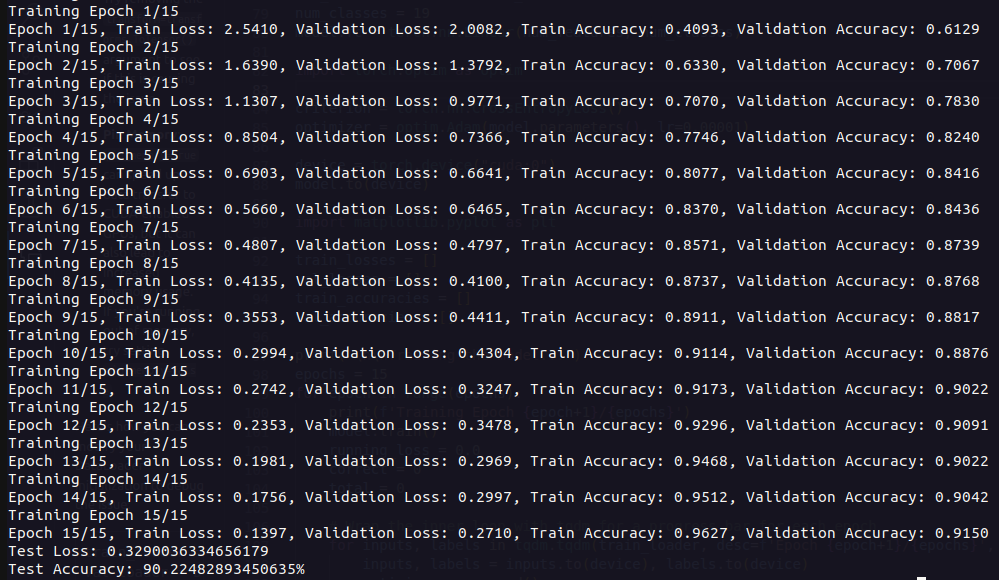 Training Epoch 1/15
Epoch 1/15, Train Loss: 2.5410, Validation Loss: 2.0082, Train Accuracy: 0.4093, Validation Accuracy: 0.6129
Training Epoch 2/15
Epoch 2/15, Train Loss: 1.6390, Validation Loss: 1.3792, Train Accuracy: 0.6330, Validation Accuracy: 0.7067
Training Epoch 3/15
Epoch 3/15, Train Loss: 1.1307, Validation Loss: 0.9771, Train Accuracy: 0.7070, Validation Accuracy: 0.7830
Training Epoch 4/15
Epoch 4/15, Train Loss: 0.8504, Validation Loss: 0.7366, Train Accuracy: 0.7746, Validation Accuracy: 0.8240
Training Epoch 5/15
Epoch 5/15, Train Loss: 0.6903, Validation Loss: 0.6641, Train Accuracy: 0.8077, Validation Accuracy: 0.8416
Training Epoch 6/15
Epoch 6/15, Train Loss: 0.5660, Validation Loss: 0.6465, Train Accuracy: 0.8370, Validation Accuracy: 0.8436
Training Epoch 7/15
Epoch 7/15, Train Loss: 0.4807, Validation Loss: 0.4797, Train Accuracy: 0.8571, Validation Accuracy: 0.8739
Training Epoch 8/15
Epoch 8/15, Train Loss: 0.4135, Validation Loss: 0.4100, Train Accuracy: 0.8737, Validation Accuracy: 0.8768
Training Epoch 9/15
Epoch 9/15, Train Loss: 0.3553, Validation Loss: 0.4411, Train Accuracy: 0.8911, Validation Accuracy: 0.8817
Training Epoch 10/15
Epoch 10/15, Train Loss: 0.2994, Validation Loss: 0.4304, Train Accuracy: 0.9114, Validation Accuracy: 0.8876
Training Epoch 11/15
Epoch 11/15, Train Loss: 0.2742, Validation Loss: 0.3247, Train Accuracy: 0.9173, Validation Accuracy: 0.9022
Training Epoch 12/15
Epoch 12/15, Train Loss: 0.2353, Validation Loss: 0.3478, Train Accuracy: 0.9296, Validation Accuracy: 0.9091
Training Epoch 13/15
Epoch 13/15, Train Loss: 0.1981, Validation Loss: 0.2969, Train Accuracy: 0.9468, Validation Accuracy: 0.9022
Training Epoch 14/15
Epoch 14/15, Train Loss: 0.1756, Validation Loss: 0.2997, Train Accuracy: 0.9512, Validation Accuracy: 0.9042
Training Epoch 15/15
Epoch 15/15, Train Loss: 0.1397, Validation Loss: 0.2710, Train Accuracy: 0.9627, Validation Accuracy: 0.9150
Test Loss: 0.3290036334656179
Test Accuracy: 90.22482893450635%